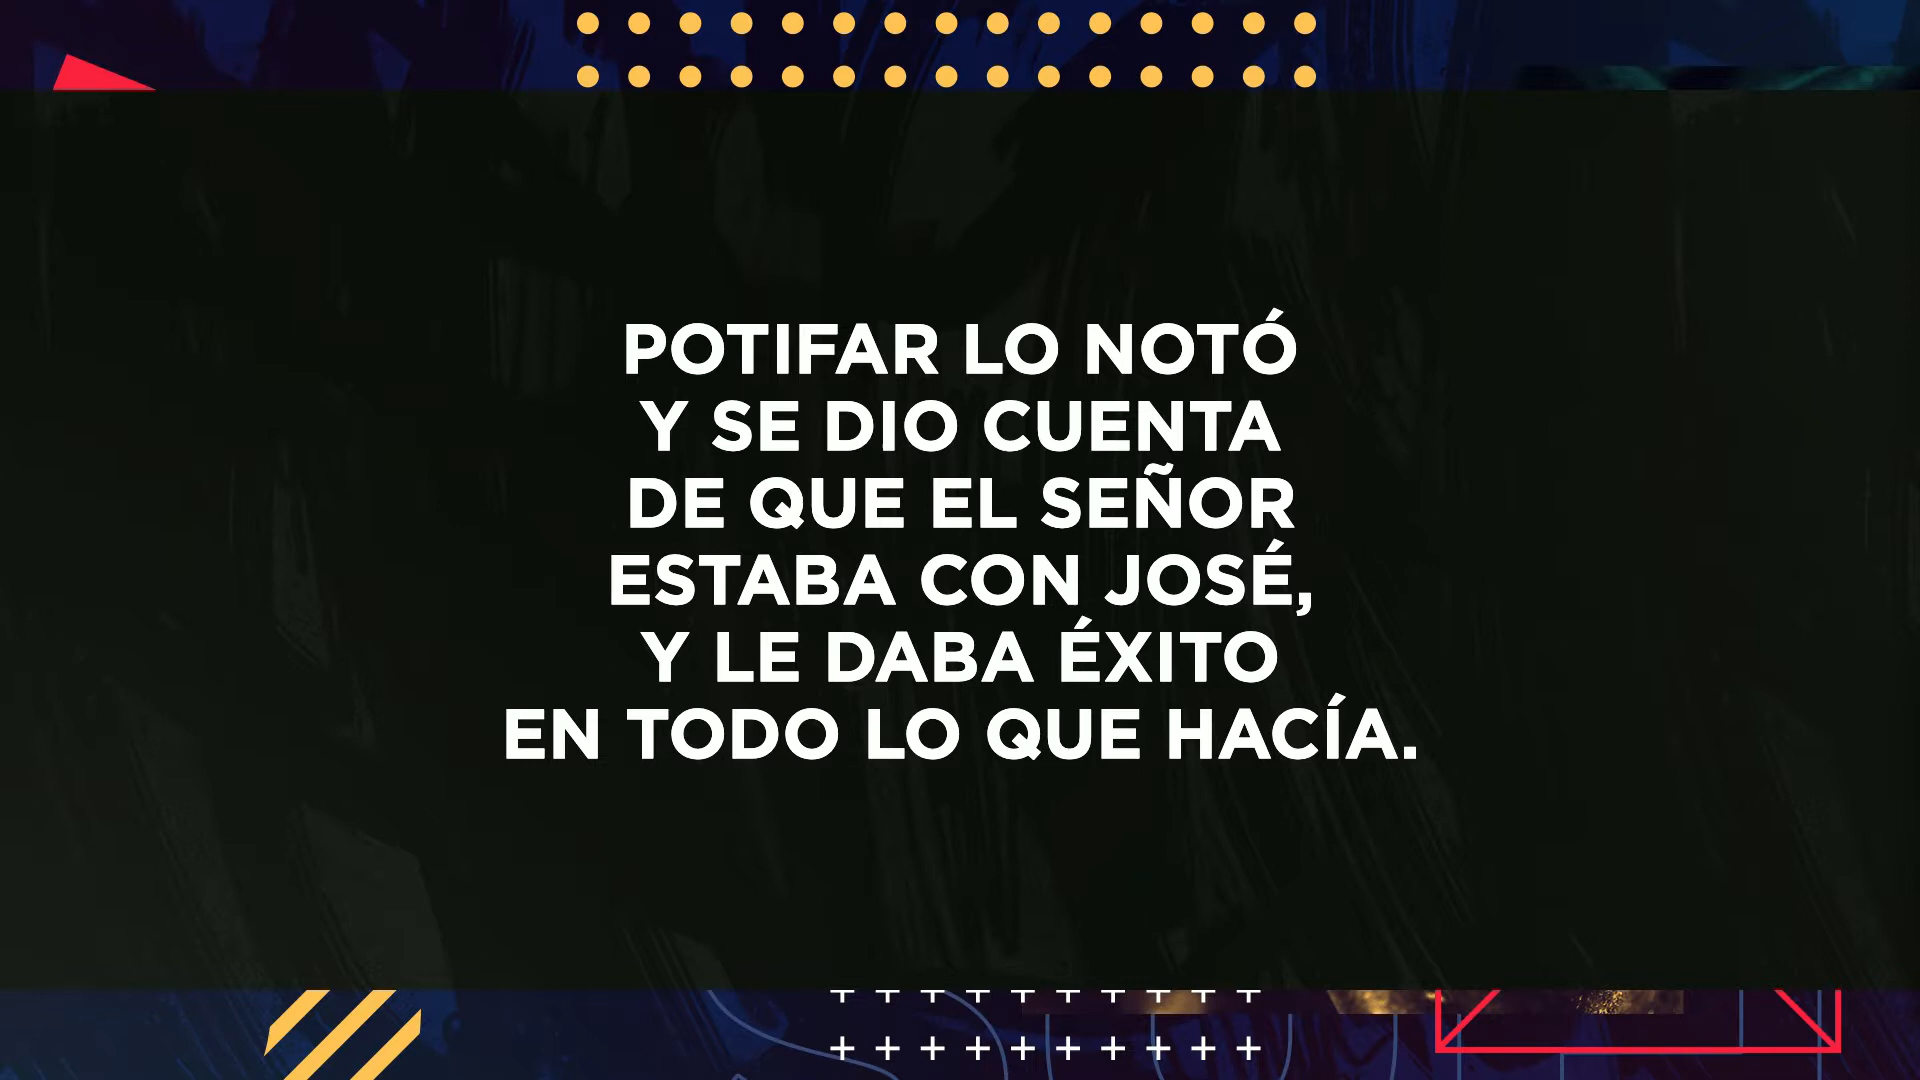 POTIFAR LO NOTÓ
Y SE DIO CUENTA
DE QUE EL SEÑOR
ESTABA CON JOSÉ,
Y LE DABA ÉXITO
EN TODO LO QUE HACÍA.